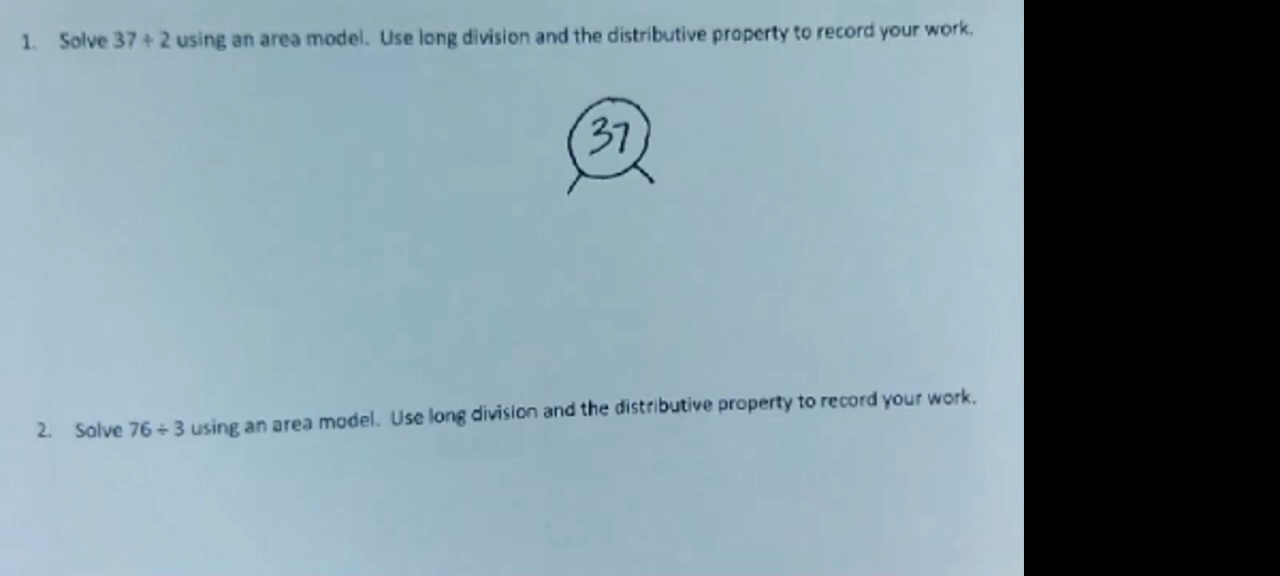 1. Solve 37 ÷ 2 using an area model. Use long division and the distributive property to record your work.
37
2. Solve 76 ÷ 3 using an area model. Use long division and the distributive property to record your work.